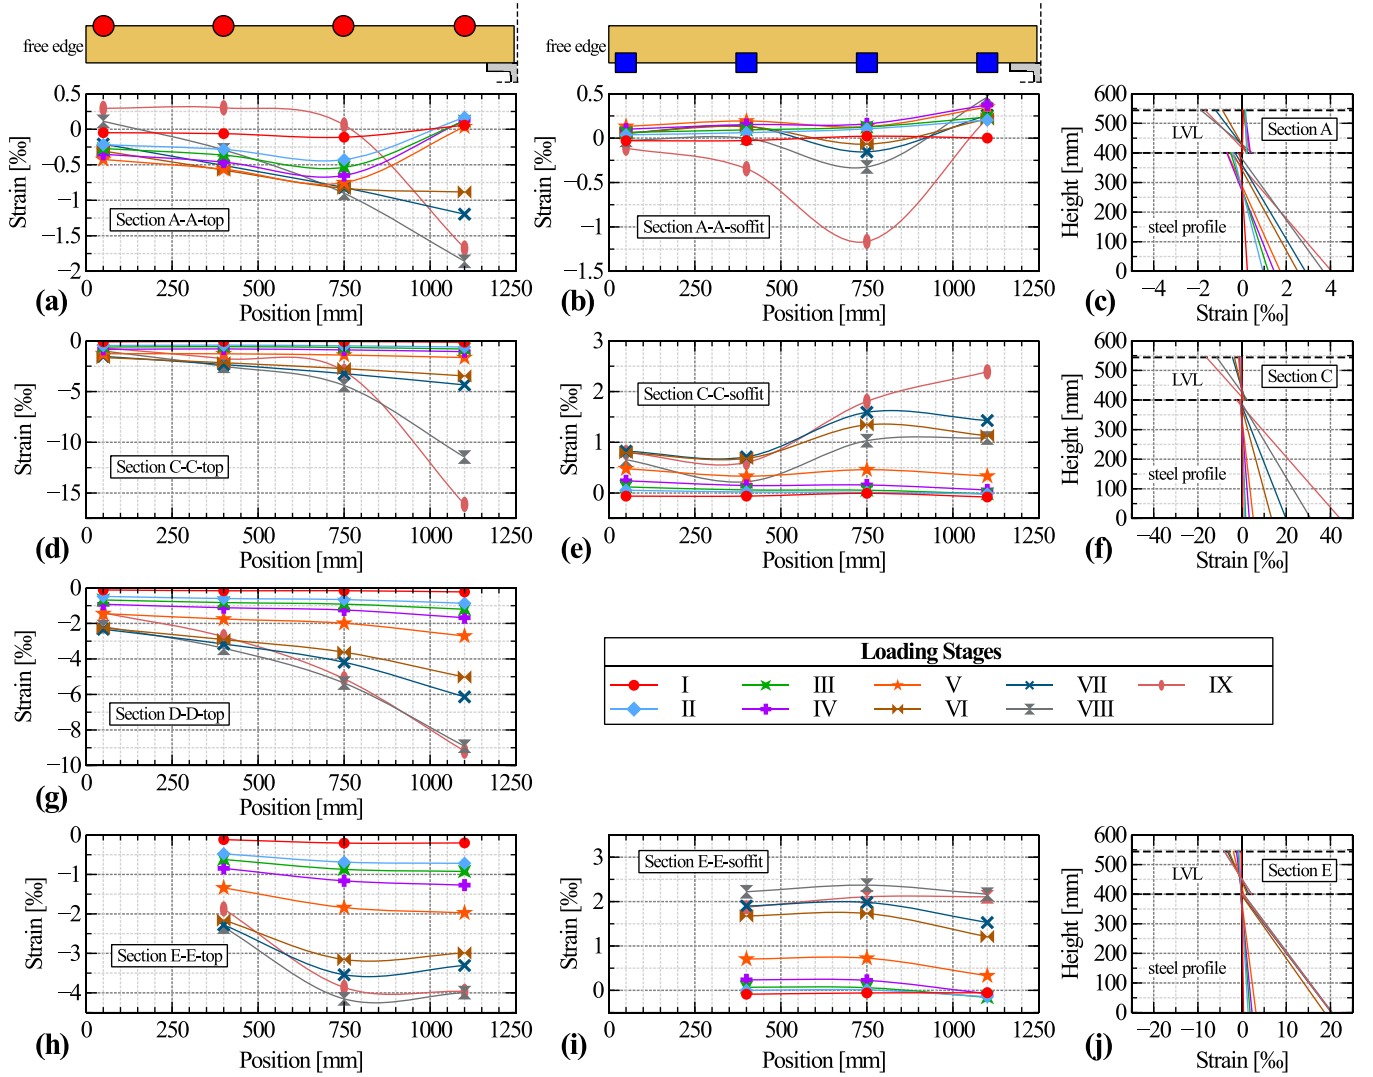 free edge
free edge
0.5
0
−0.5
−1
−1.5
−2
Strain [‰]
Section A-A-top
0 250 500 750 1000 1250
(a)
Position [mm]
0.5
0
−0.5
−1
−1.5
Strain [‰]
Section A-A-soffit
0 250 500 750 1000 1250
(b)
Position [mm]
600
500
400
300
200
100
0
Height [mm]
LVL
Section A
steel profile
−4 −2 0 2 4
(c)
Strain [‰]
0
−5
−10
−15
Strain [‰]
Section C-C-top
0 250 500 750 1000 1250
(d)
Position [mm]
3
2
1
0
Strain [‰]
Section C-C-soffit
0 250 500 750 1000 1250
(e)
Position [mm]
600
500
400
300
200
100
0
Height [mm]
LVL
Section C
steel profile
−40 −20 0 20 40
(f)
Strain [‰]
0
−2
−4
−6
−8
−10
Strain [‰]
Section D-D-top
0 250 500 750 1000 1250
(g)
Position [mm]
Loading Stages
I III V VII IX
II IV VI VIII
0
−1
−2
−3
−4
Strain [‰]
Section E-E-top
0 250 500 750 1000 1250
(h)
Position [mm]
3
2
1
0
Strain [‰]
Section E-E-soffit
0 250 500 750 1000 1250
(i)
Position [mm]
600
500
400
300
200
100
0
Height [mm]
LVL
Section E
steel profile
−20 −10 0 10 20
(j)
Strain [‰]